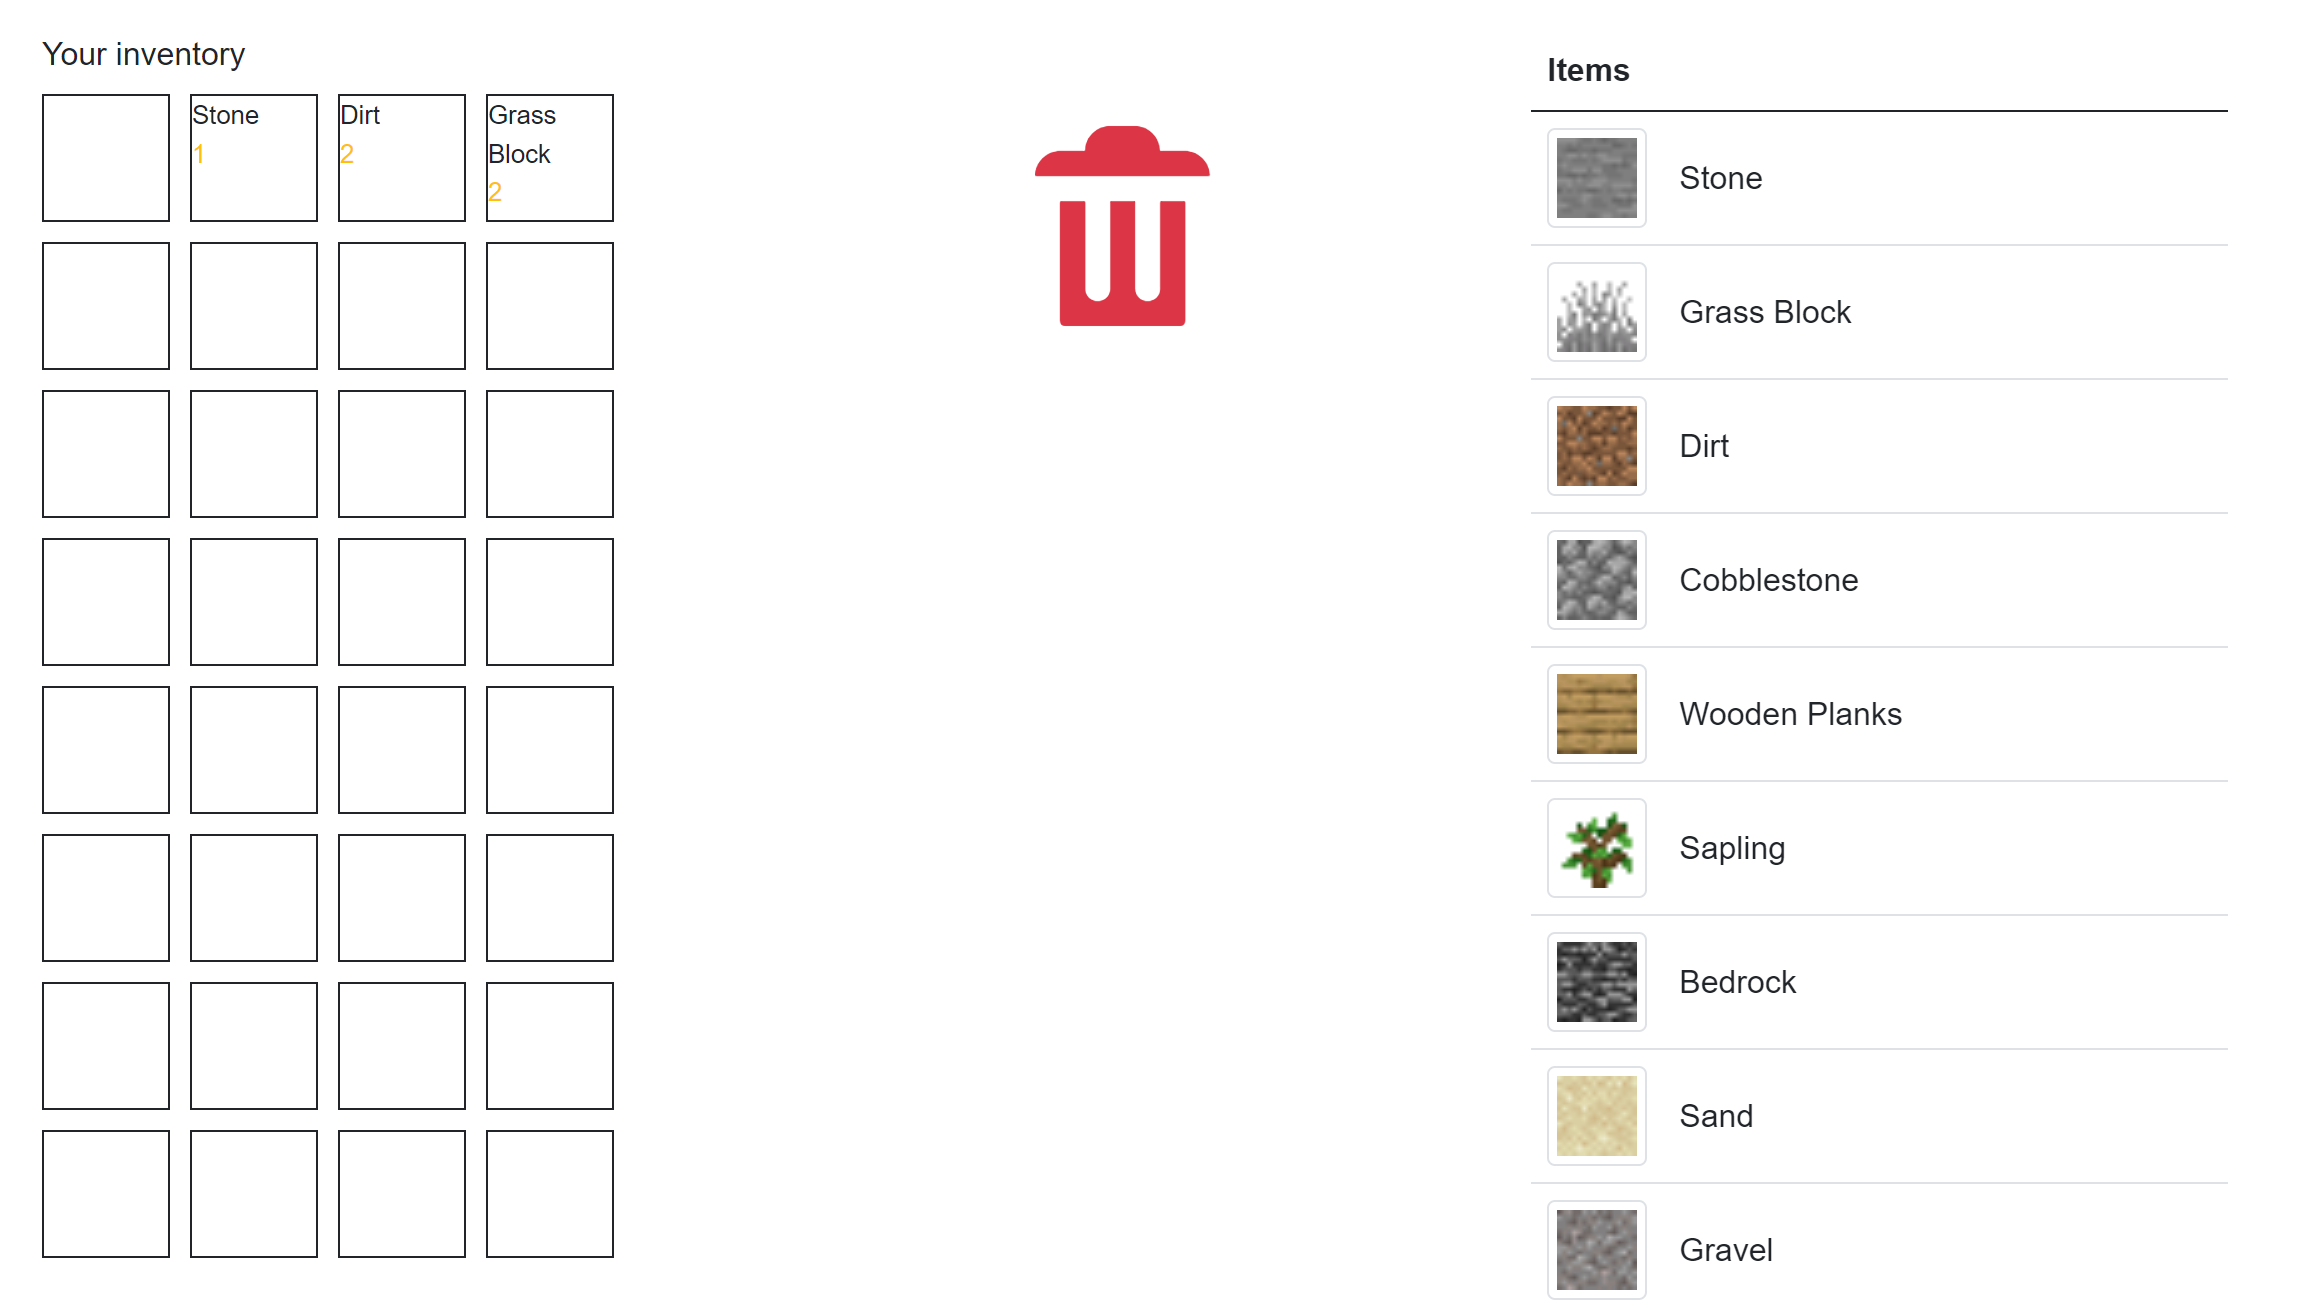 Your inventory
Stone
1
Dirt
2
Grass
Block
2
Items
Stone
Grass Block
Dirt
Cobblestone
Wooden Planks
Sapling
Bedrock
Sand
Gravel